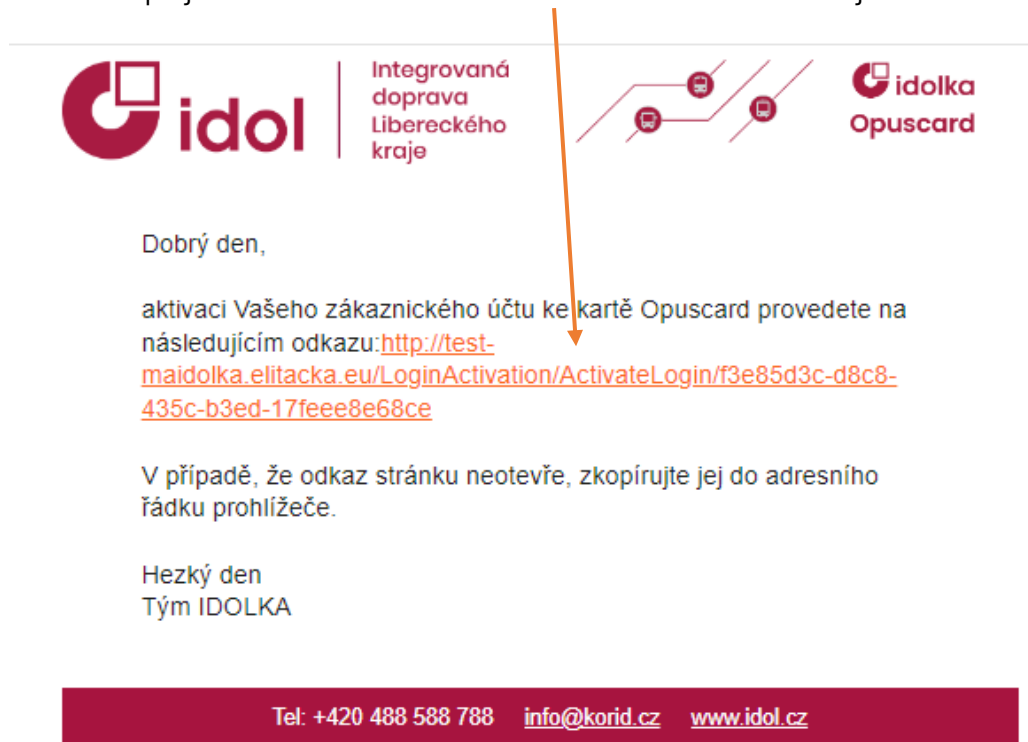 idol
Integrovaná
doprava
Libereckého
kraje
idolka
Opuscard
Dobrý den,
aktivaci Vašeho zákaznického účtu ke kartě Opuscard provedete na
následujícím odkazu:http://test-
maidolka.elitacka.eu/LoginActivation/ActivateLogin/f3e85d3c-d8c8-
435c-b3ed-17feee8e68ce
V případě, že odkaz stránku neotevře, zkopírujte jej do adresního
řádku prohlížeče.
Hezký den
Tým IDOLKA
Tel: +420 488 588 788 info@korid.cz www.idol.cz